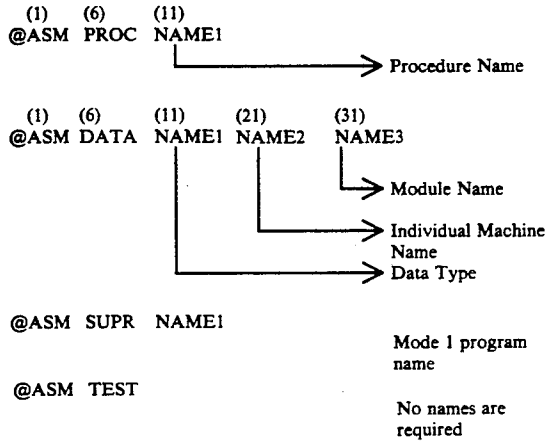 (1) (6) (11)
@ASM PROC NAME1
Procedure Name
(1) (6) (11) (21) (31)
@ASM DATA NAME1 NAME2 NAME3
Module Name
Individual Machine
Name
Data Type
@ASM SUPR NAME1
Mode 1 program
name
@ASM TEST
No names are
required